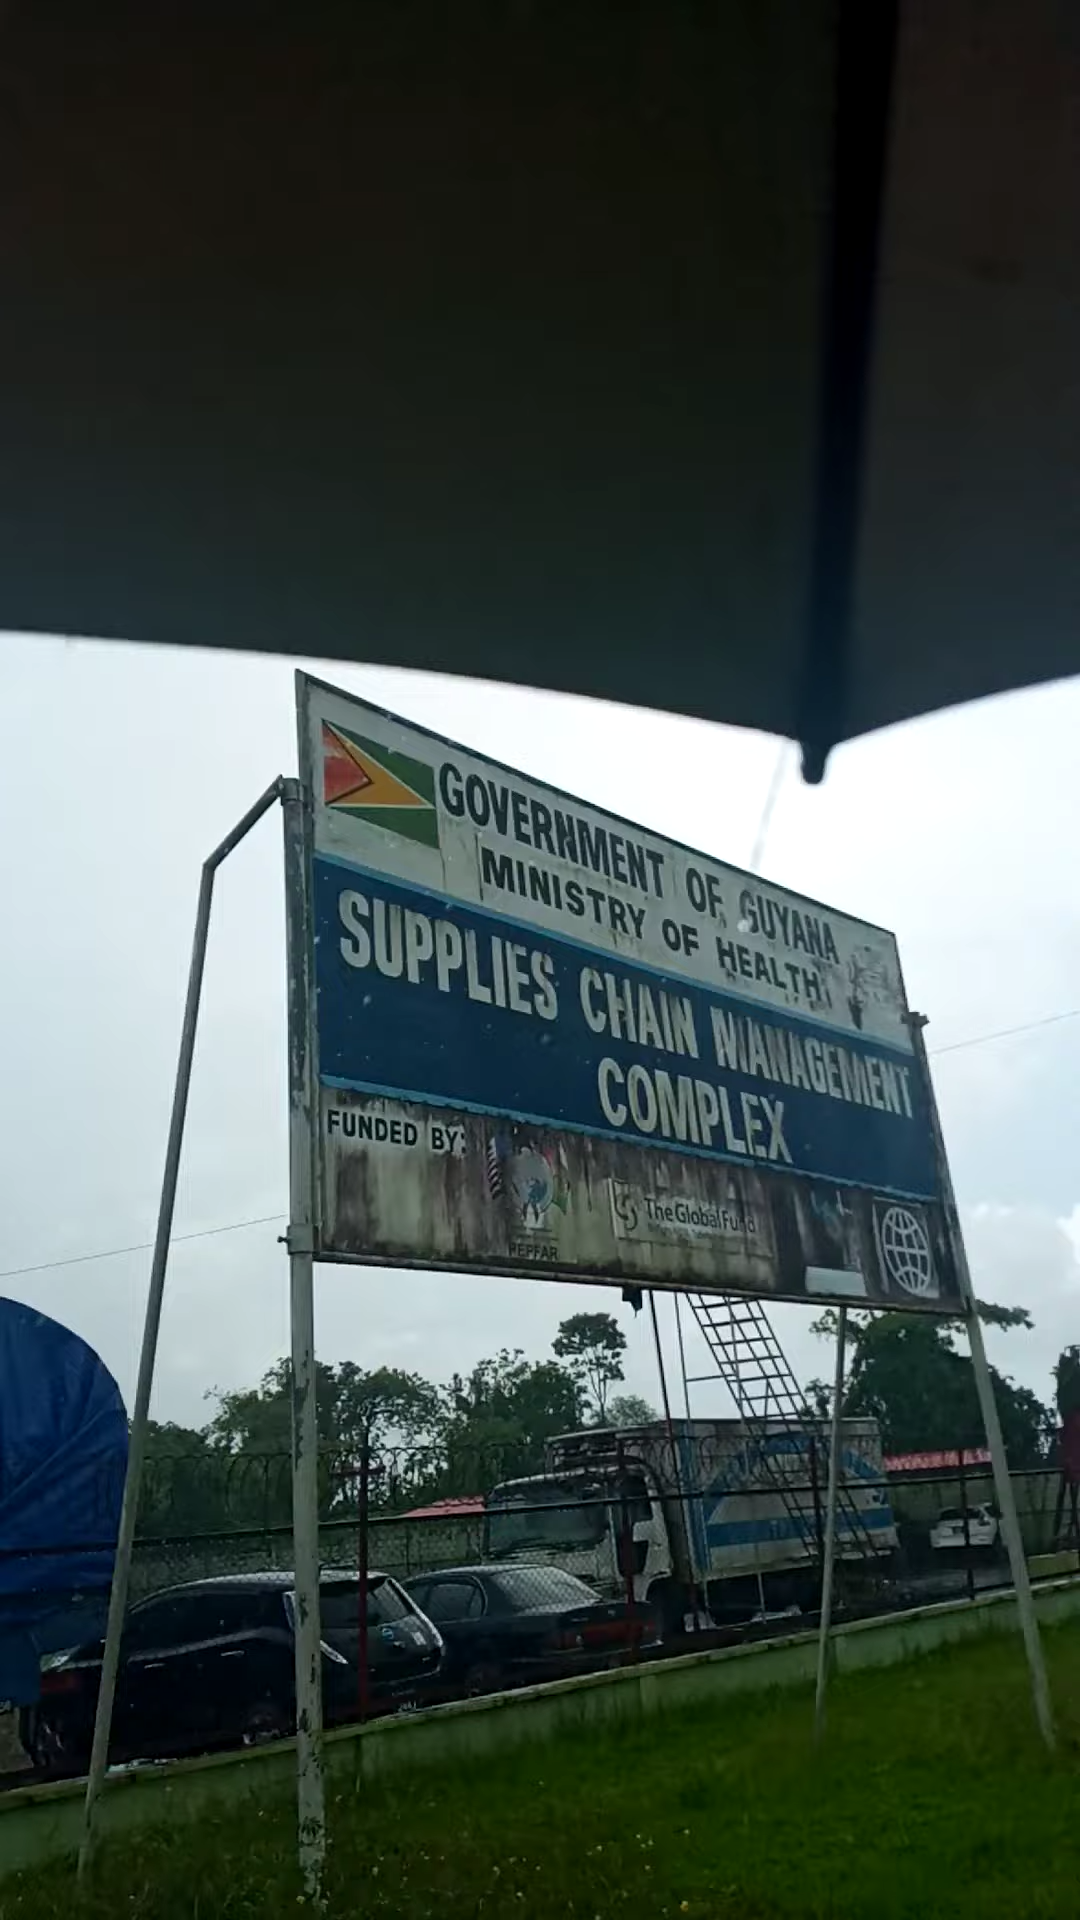 GOVERNMENT OF GUYANA
MINISTRY OF HEALTH
SUPPLIES CHAIN MANAGEMENT
COMPLEX
FUNDED BY:
PEPFAR
The Global Fund